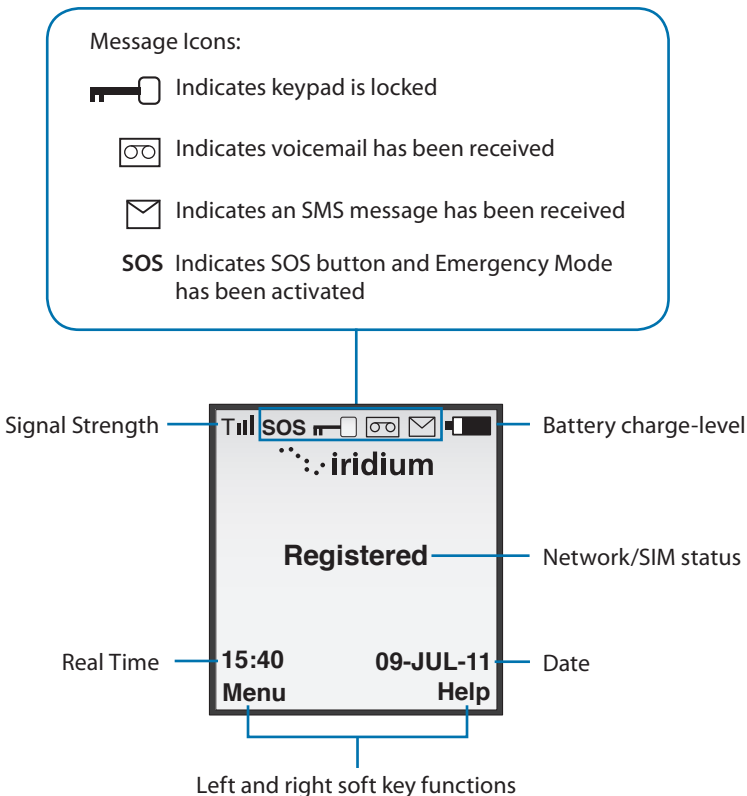 Message Icons:
Indicates keypad is locked
Indicates voicemail has been received
Indicates an SMS message has been received
SOS Indicates SOS button and Emergency Mode
has been activated
Signal Strength
SOS
Battery charge-level
iridium
Registered
Network/SIM status
Real Time
15:40
09-JUL-11
Date
Menu
Help
Left and right soft key functions